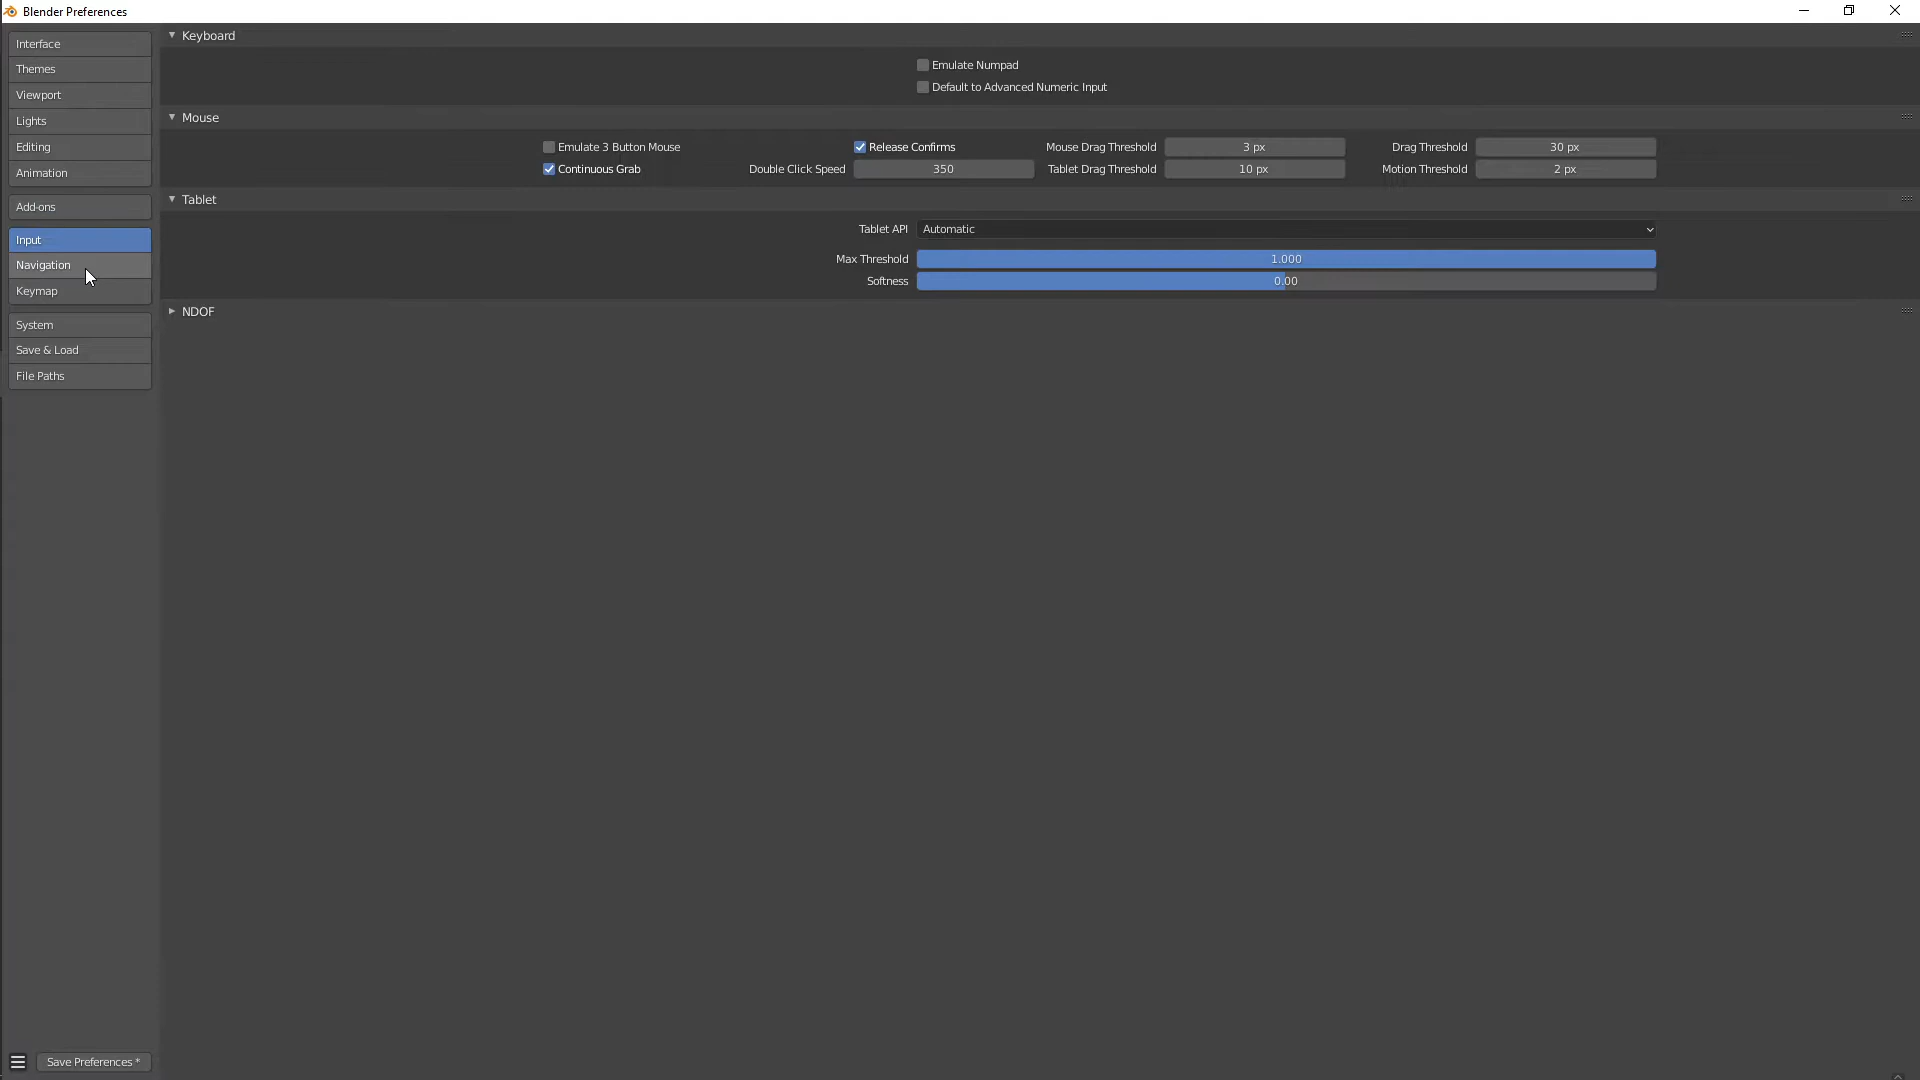 Blender Preferences
Interface
Themes
Viewport
Lights
Editing
Animation
Add-ons
Input
Navigation
Keymap
System
Save & Load
File Paths
Save Preferences *
Keyboard
Emulate Numpad
Default to Advanced Numeric Input
Mouse
Emulate 3 Button Mouse Release Confirms Mouse Drag Threshold 3 px Drag Threshold 30 px
Continuous Grab Double Click Speed 350 Tablet Drag Threshold 10 px Motion Threshold 2 px
Tablet
Tablet API Automatic
Max Threshold 1.000
Softness 0.00
NDOF